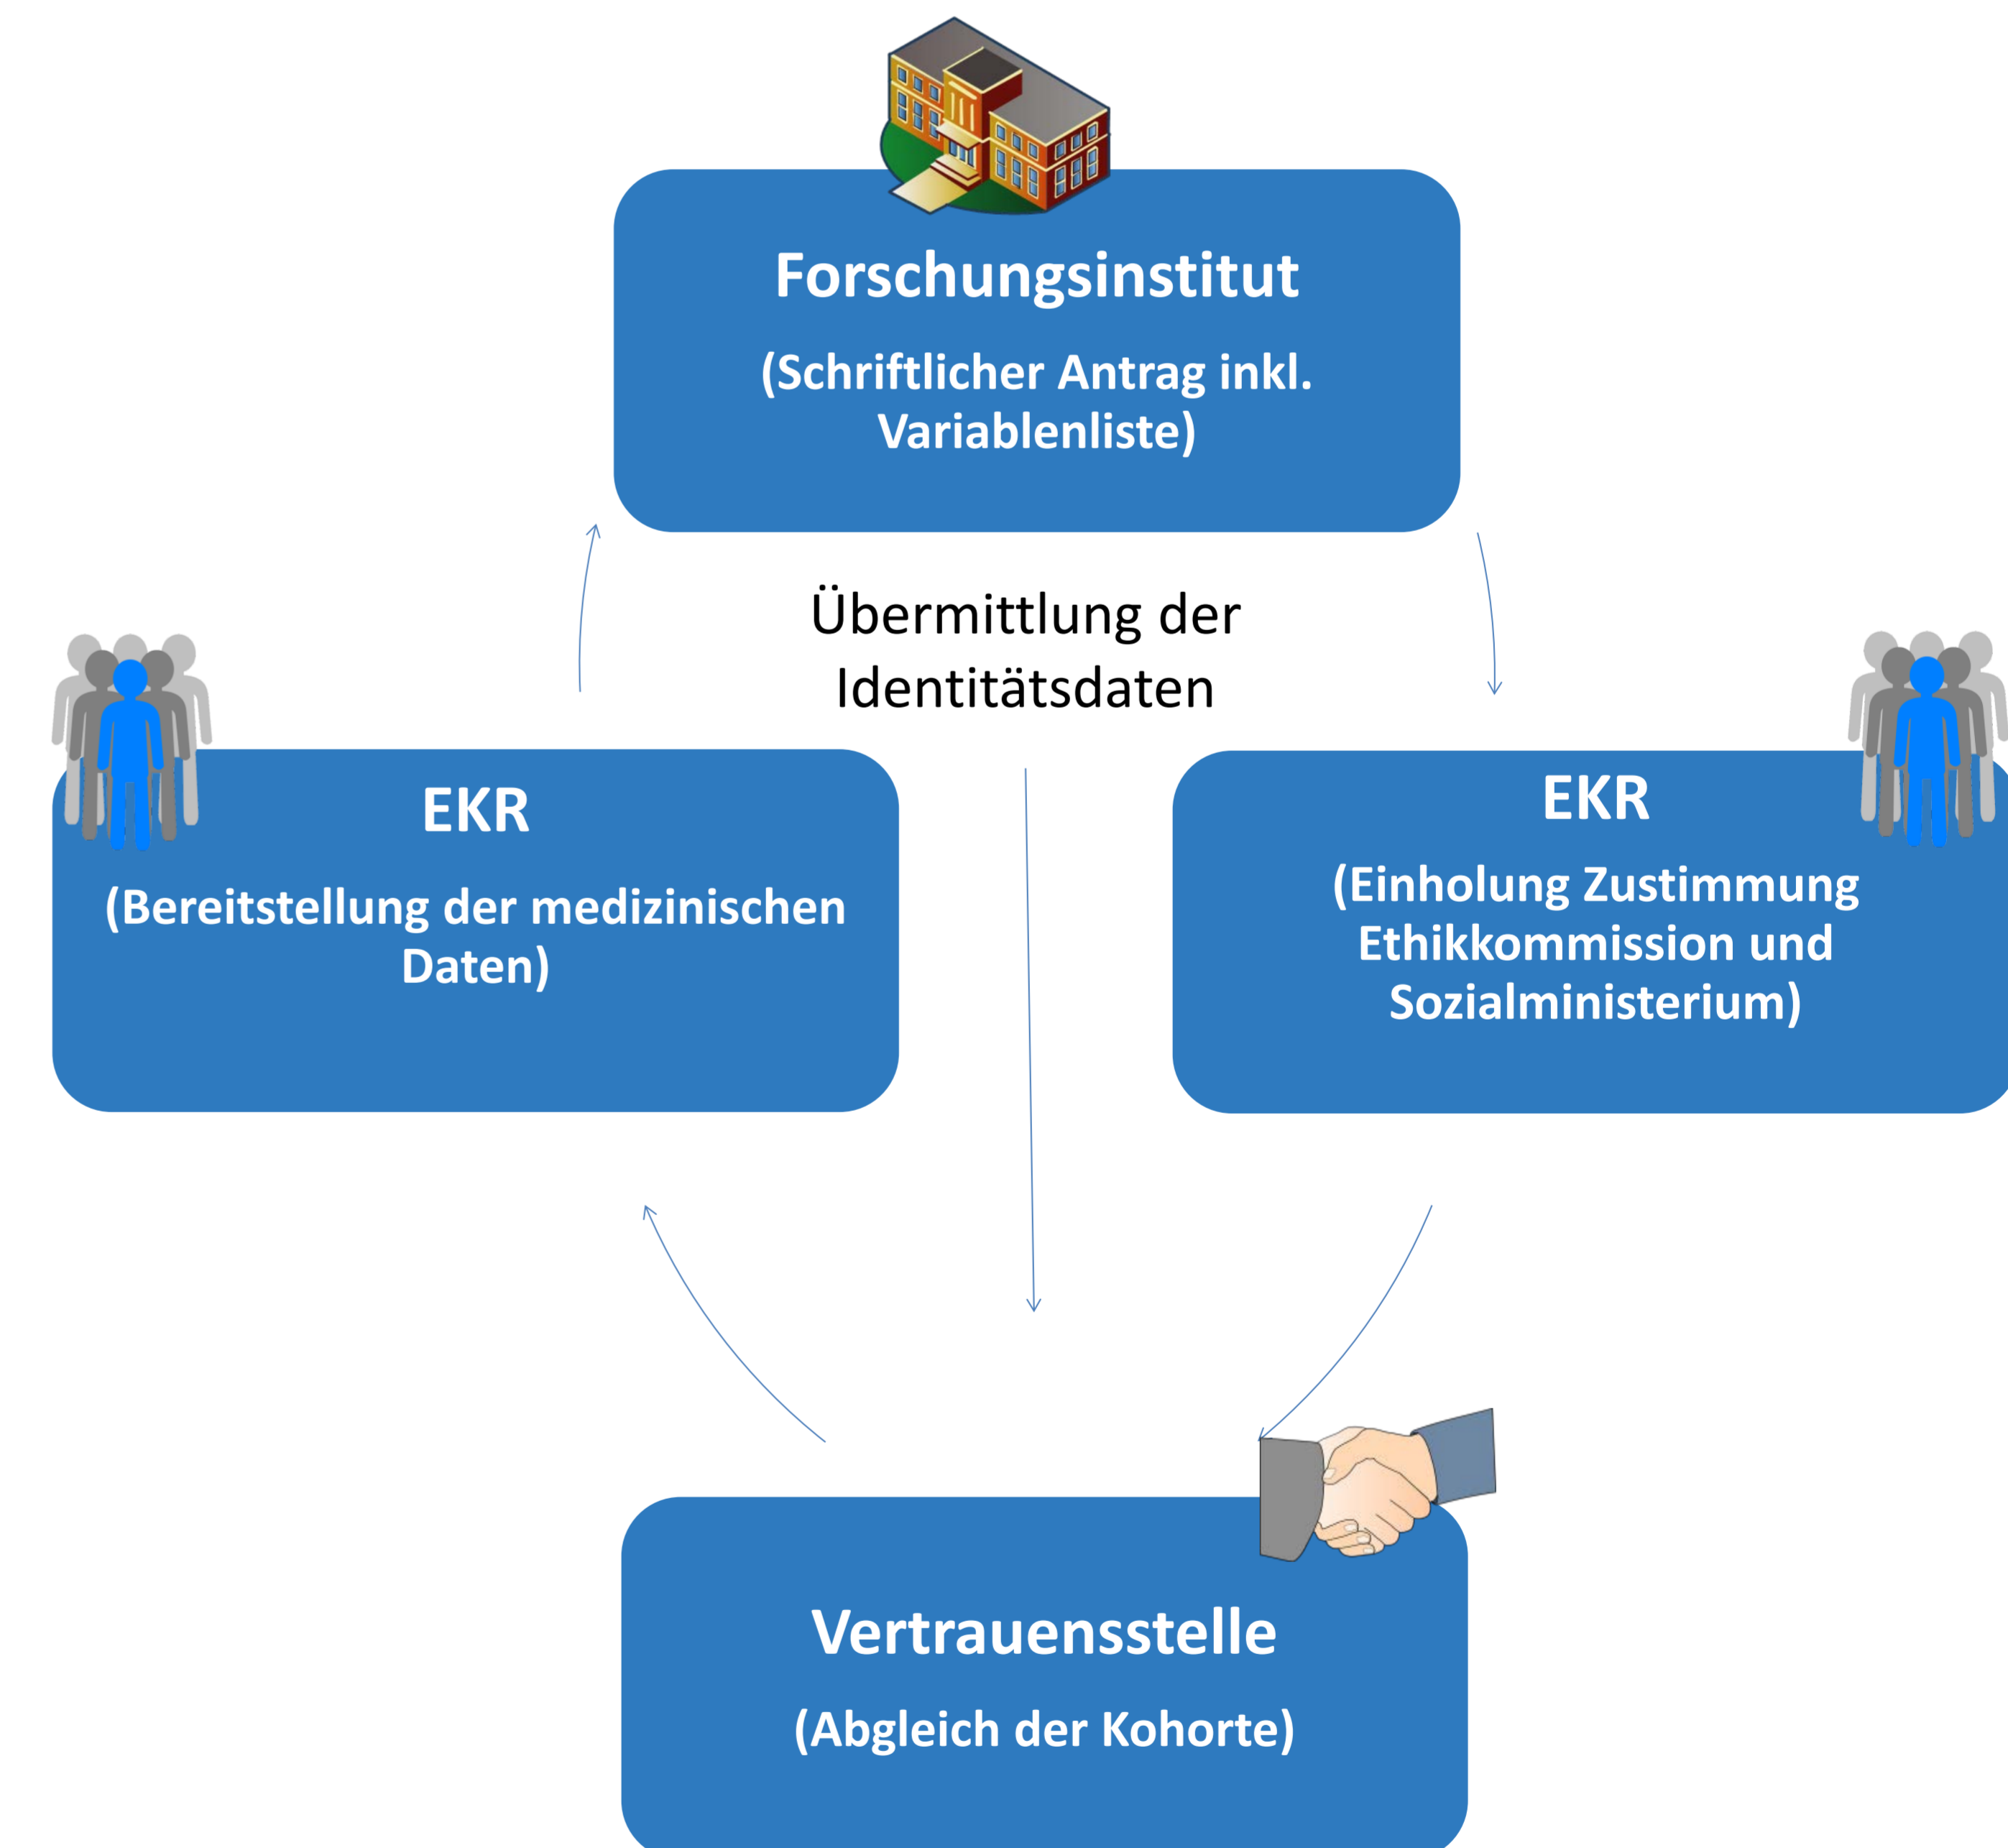 Forschungsinstitut
(Schriftlicher Antrag inkl.
Variablenliste)
Übermittlung der
Identitätsdaten
EKR
(Bereitstellung der medizinischen
Daten)
EKR
(Einholung Zustimmung
Ethikkommission und
Sozialministerium)
Vertrauensstelle
(Abgleich der Kohorte)